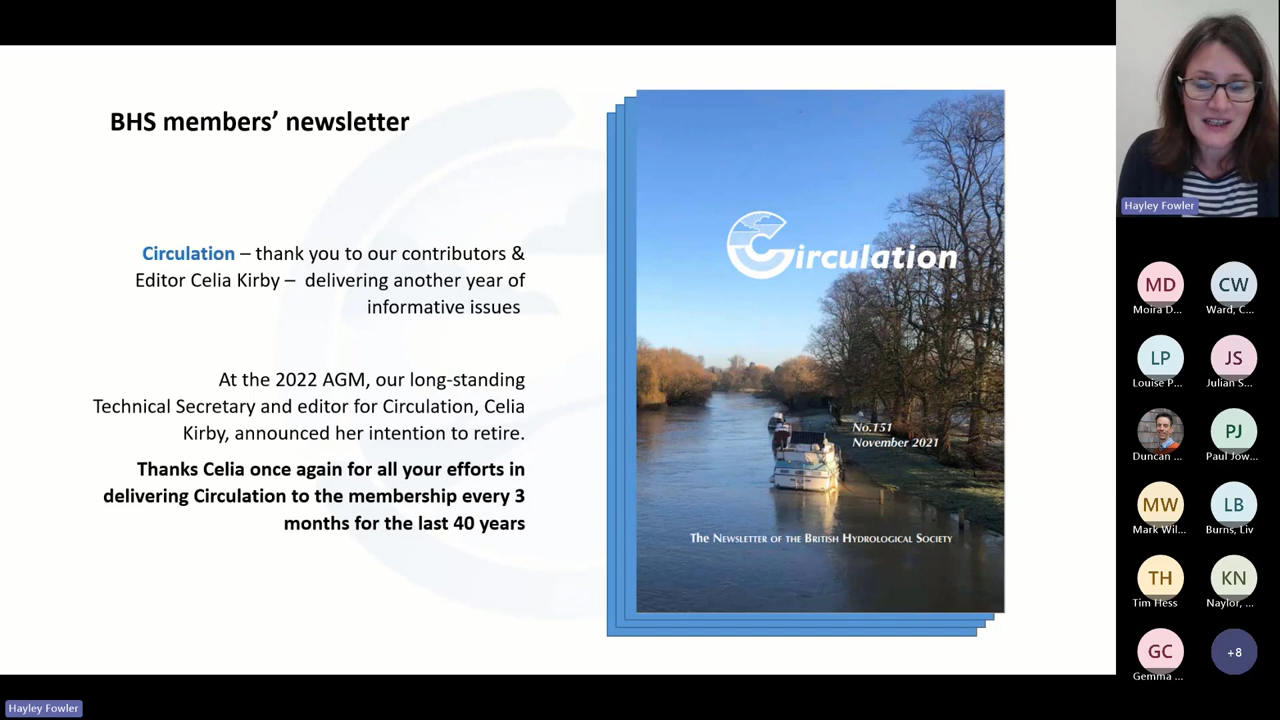 BHS members’ newsletter
Circulation – thank you to our contributors &
Editor Celia Kirby –  delivering another year of
informative issues
At the 2022 AGM, our long-standing
Technical Secretary and editor for Circulation, Celia
Kirby, announced her intention to retire.
Thanks Celia once again for all your efforts in
delivering Circulation to the membership every 3
months for the last 40 years
Circulation
No.151
November 2021
The Newsletter of the British Hydrological Society
Hayley Fowler
MD
CW
Moira D...
Ward, C...
LP
JS
Louise P...
Julian S...
PJ
Duncan ...
Paul Jow...
MW
LB
Mark Wil...
Burns, Liv
TH
KN
Tim Hess
Naylor, ...
GC
+8
Gemma ...
Hayley Fowler